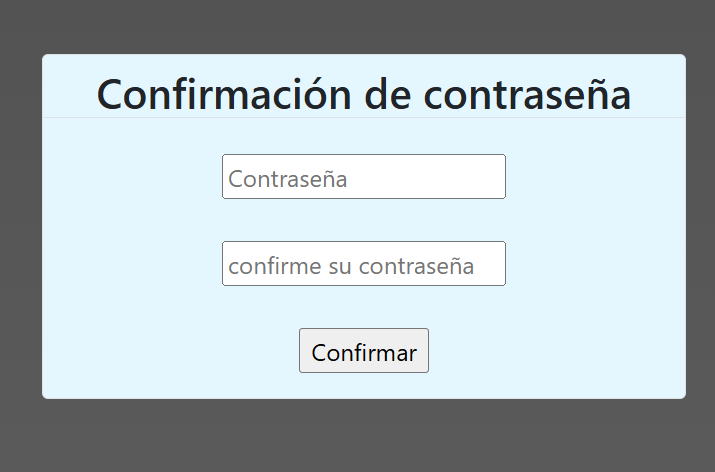 Confirmación de contraseña
Contraseña
confirme su contraseña
Confirmar